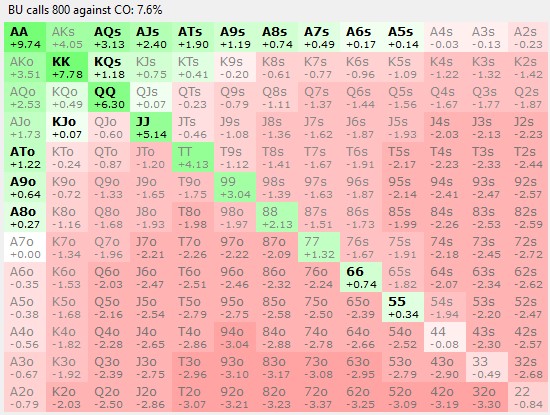 BU calls 800 against CO: 7.6%
AA AKs AQs AJs ATs A9s A8s A7s A6s A5s A4s A3s A2s
+9.74 +4.05 +3.13 +2.40 +1.90 +1.19 +0.74 +0.49 +0.17 +0.14 -0.03 -0.13 -0.23
AKo KK KQs KJs KTs K9s K8s K7s K6s K5s K4s K3s K2s
+3.51 +7.78 +1.18 +0.75 +0.41 -0.20 -0.61 -0.77 -0.96 -1.09 -1.22 -1.32 -1.42
AQo KQo QQ QJs QTs Q9s Q8s Q7s Q6s Q5s Q4s Q3s Q2s
+2.53 +0.49 +6.30 +0.07 -0.23 -0.79 -1.11 -1.37 -1.44 -1.56 -1.67 -1.77 -1.87
AJo KJo QJo JJ JTs J9s J8s J7s J6s J5s J4s J3s J2s
+1.73 +0.07 -0.60 +5.14 -0.46 -1.08 -1.36 -1.62 -1.87 -1.93 -2.03 -2.13 -2.23
ATo KTo QTo JTo TT T9s T8s T7s T6s T5s T4s T3s T2s
+1.22 -0.24 -0.87 -1.20 +4.13 -1.12 -1.41 -1.67 -1.91 -2.17 -2.23 -2.33 -2.44
A9o K9o Q9o J9o T9o 99 98s 97s 96s 95s 94s 93s 92s
+0.64 -0.72 -1.33 -1.65 -1.75 +3.04 -1.39 -1.63 -1.87 -2.14 -2.41 -2.47 -2.57
A8o K8o Q8o J8o T8o 98o 88 87s 86s 85s 84s 83s 82s
+0.27 -1.16 -1.68 -1.93 -1.98 -1.97 +2.13 -1.51 -1.73 -1.99 -2.26 -2.53 -2.59
A7o K7o Q7o J7o T7o 97o 87o 77 76s 75s 74s 73s 72s
+0.00 -1.34 -1.96 -2.21 -2.26 -2.22 -2.09 +1.32 -1.67 -1.91 -2.18 -2.45 -2.72
A6o K6o Q6o J6o T6o 96o 86o 76o 66 65s 64s 63s 62s
-0.35 -1.53 -2.03 -2.47 -2.51 -2.46 -2.32 -2.24 +0.74 -1.82 -2.07 -2.34 -2.62
A5o K5o Q5o J5o T5o 95o 85o 75o 65o 55 54s 53s 52s
-0.38 -1.68 -2.16 -2.54 -2.79 -2.75 -2.58 -2.50 -2.39 +0.34 -1.94 -2.20 -2.47
A4o K4o Q4o J4o T4o 94o 84o 74o 64o 54o 44 43s 42s
-0.56 -1.82 -2.28 -2.65 -2.86 -3.04 -2.88 -2.78 -2.66 -2.52 -0.08 -2.30 -2.57
A3o K3o Q3o J3o T3o 93o 83o 73o 63o 53o 43o 33 32s
-0.67 -1.92 -2.39 -2.75 -2.96 -3.10 -3.17 -3.08 -2.95 -2.79 -2.90 -0.49 -2.68
A2o K2o Q2o J2o T2o 92o 82o 72o 62o 52o 42o 32o 22
-0.79 -2.03 -2.50 -2.86 -3.07 -3.21 -3.23 -3.37 -3.25 -3.09 -3.19 -3.30 -0.84